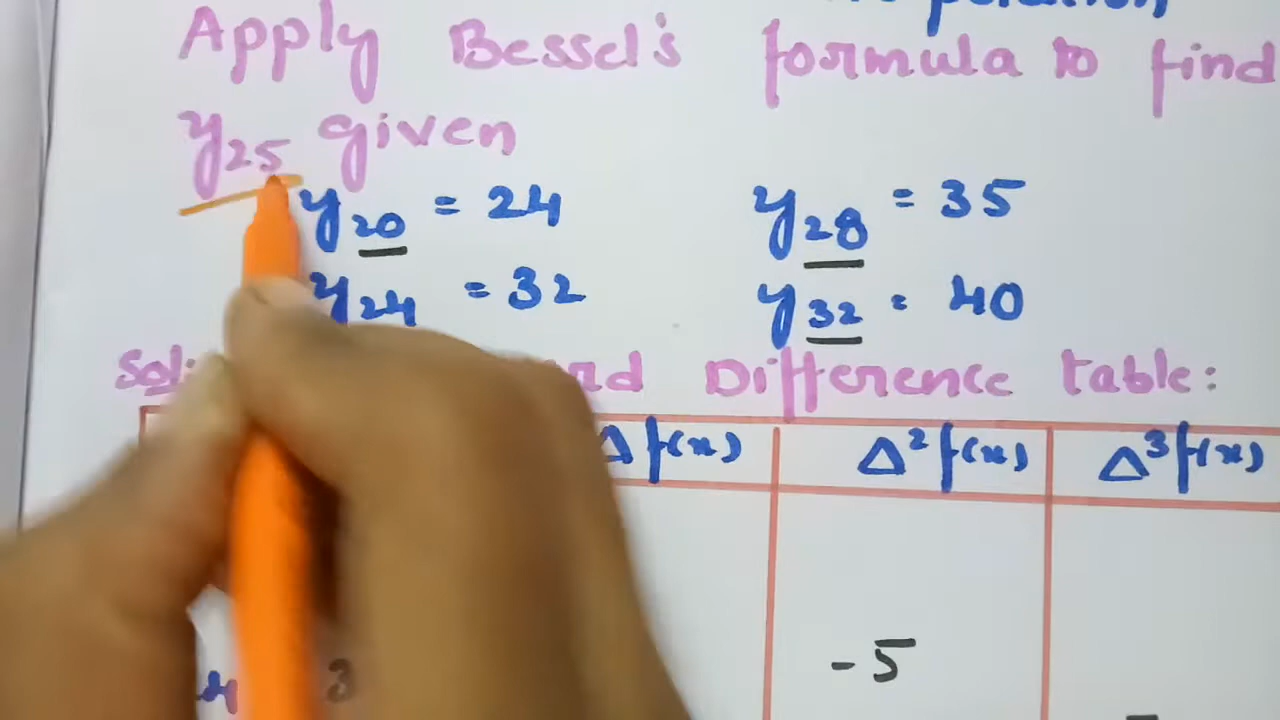 Apply Bessel's formula to find
y25 given
y20 = 24 y28 = 35
y24 = 32 y32 = 40
Difference table:
Δf(x) Δ²f(x) Δ³f(x)
-5
3